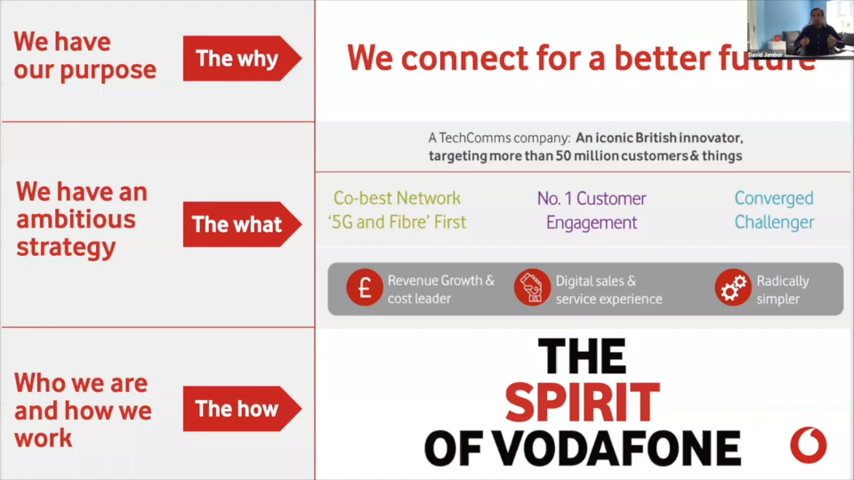 We have
our purpose
The why
We connect for a better future
David Jambor
A TechComms company: An iconic British innovator,
targeting more than 50 million customers & things
We have an
ambitious
strategy
The what
Co-best Network
'5G and Fibre' First
No. 1 Customer
Engagement
Converged
Challenger
£
Revenue Growth &
cost leader
Digital sales &
service experience
Radically
simpler
Who we are
and how we
work
The how
THE
SPIRIT
OF VODAFONE